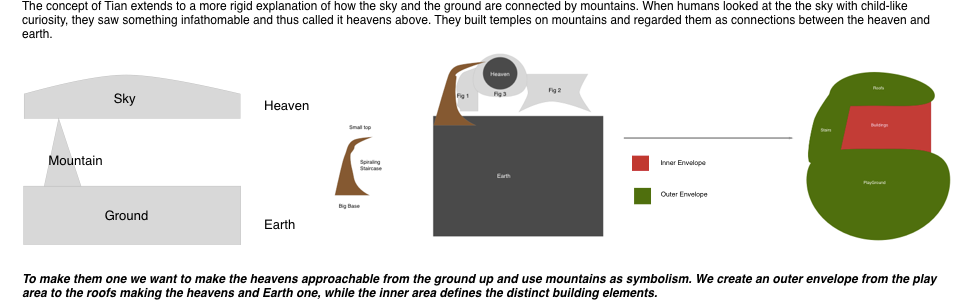 The concept of Tian extends to a more rigid explanation of how the sky and the ground are connected by mountains. When humans looked at the the sky with child-like
curiosity, they saw something infathomable and thus called it heavens above. They built temples on mountains and regarded them as connections between the heaven and
earth.
Sky
Heaven
Mountain
Ground
Earth
Small top
Spiraling
Staircase
Big Base
Heaven
Fig 1
Fig 3
Fig 2
Earth
Inner Envelope
Outer Envelope
Roofs
Stairs
Buildings
PlayGround
To make them one we want to make the heavens approachable from the ground up and use mountains as symbolism. We create an outer envelope from the play
area to the roofs making the heavens and Earth one, while the inner area defines the distinct building elements.